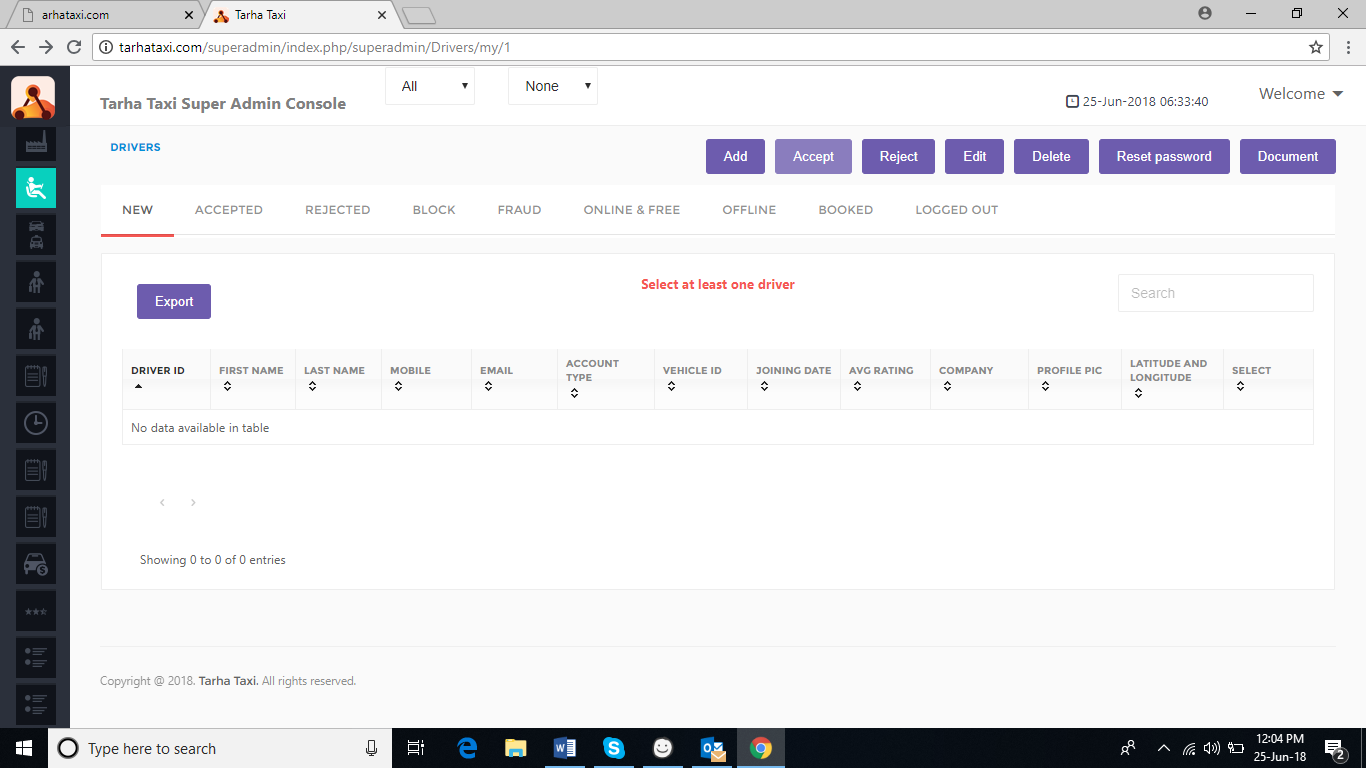 arhataxi.com
Tarha Taxi
tarhataxi.com/superadmin/index.php/superadmin/Drivers/my/1
Tarha Taxi Super Admin Console
All
None
25-Jun-2018 06:33:40
Welcome
DRIVERS
Add
Accept
Reject
Edit
Delete
Reset password
Document
NEW
ACCEPTED
REJECTED
BLOCK
FRAUD
ONLINE & FREE
OFFLINE
BOOKED
LOGGED OUT
Export
Select at least one driver
Search
DRIVER ID
FIRST NAME
LAST NAME
MOBILE
EMAIL
ACCOUNT
TYPE
VEHICLE ID
JOINING DATE
AVG RATING
COMPANY
PROFILE PIC
LATITUDE AND
LONGITUDE
SELECT
No data available in table
Showing 0 to 0 of 0 entries
Copyright @ 2018. Tarha Taxi. All rights reserved.
Type here to search
12:04 PM
25-Jun-18
2